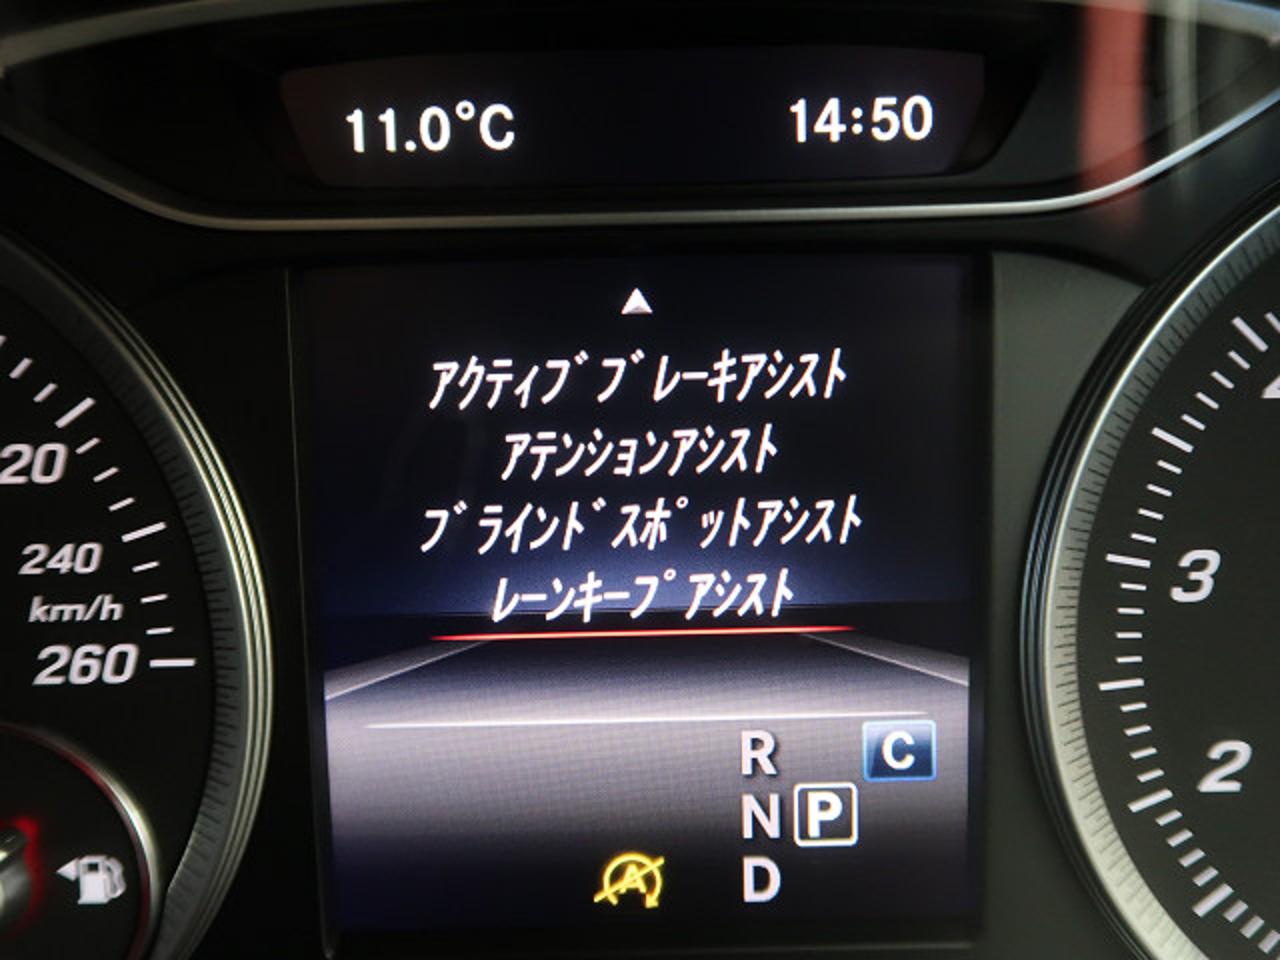 11.0°C 14:50
ｱｸﾃｨﾌﾞﾌﾞﾚｰｷｱｼｽﾄ
ｱﾃﾝｼｮﾝｱｼｽﾄ
ﾌﾞﾗｲﾝﾄﾞｽﾎﾟｯﾄｱｼｽﾄ
ﾚｰﾝｷｰﾌﾟｱｼｽﾄ
20
240
km/h
260
3
2
R
C
N P
A
D